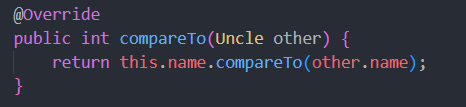 @Override
public int compareTo(Uncle other) {
    return this.name.compareTo(other.name);
}